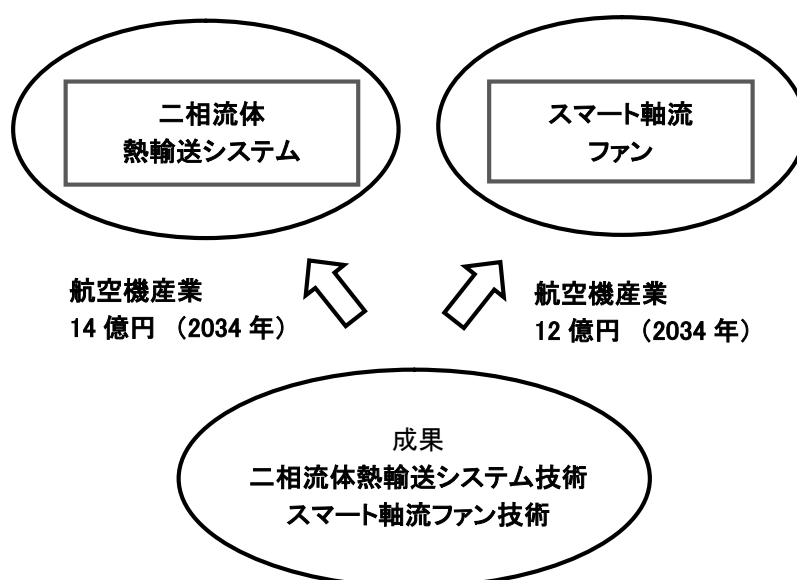 二相流体
熱輸送システム
スマート軸流
ファン
航空機産業
14 億円 （2034 年）
航空機産業
12 億円 （2034 年）
成果
二相流体熱輸送システム技術
スマート軸流ファン技術